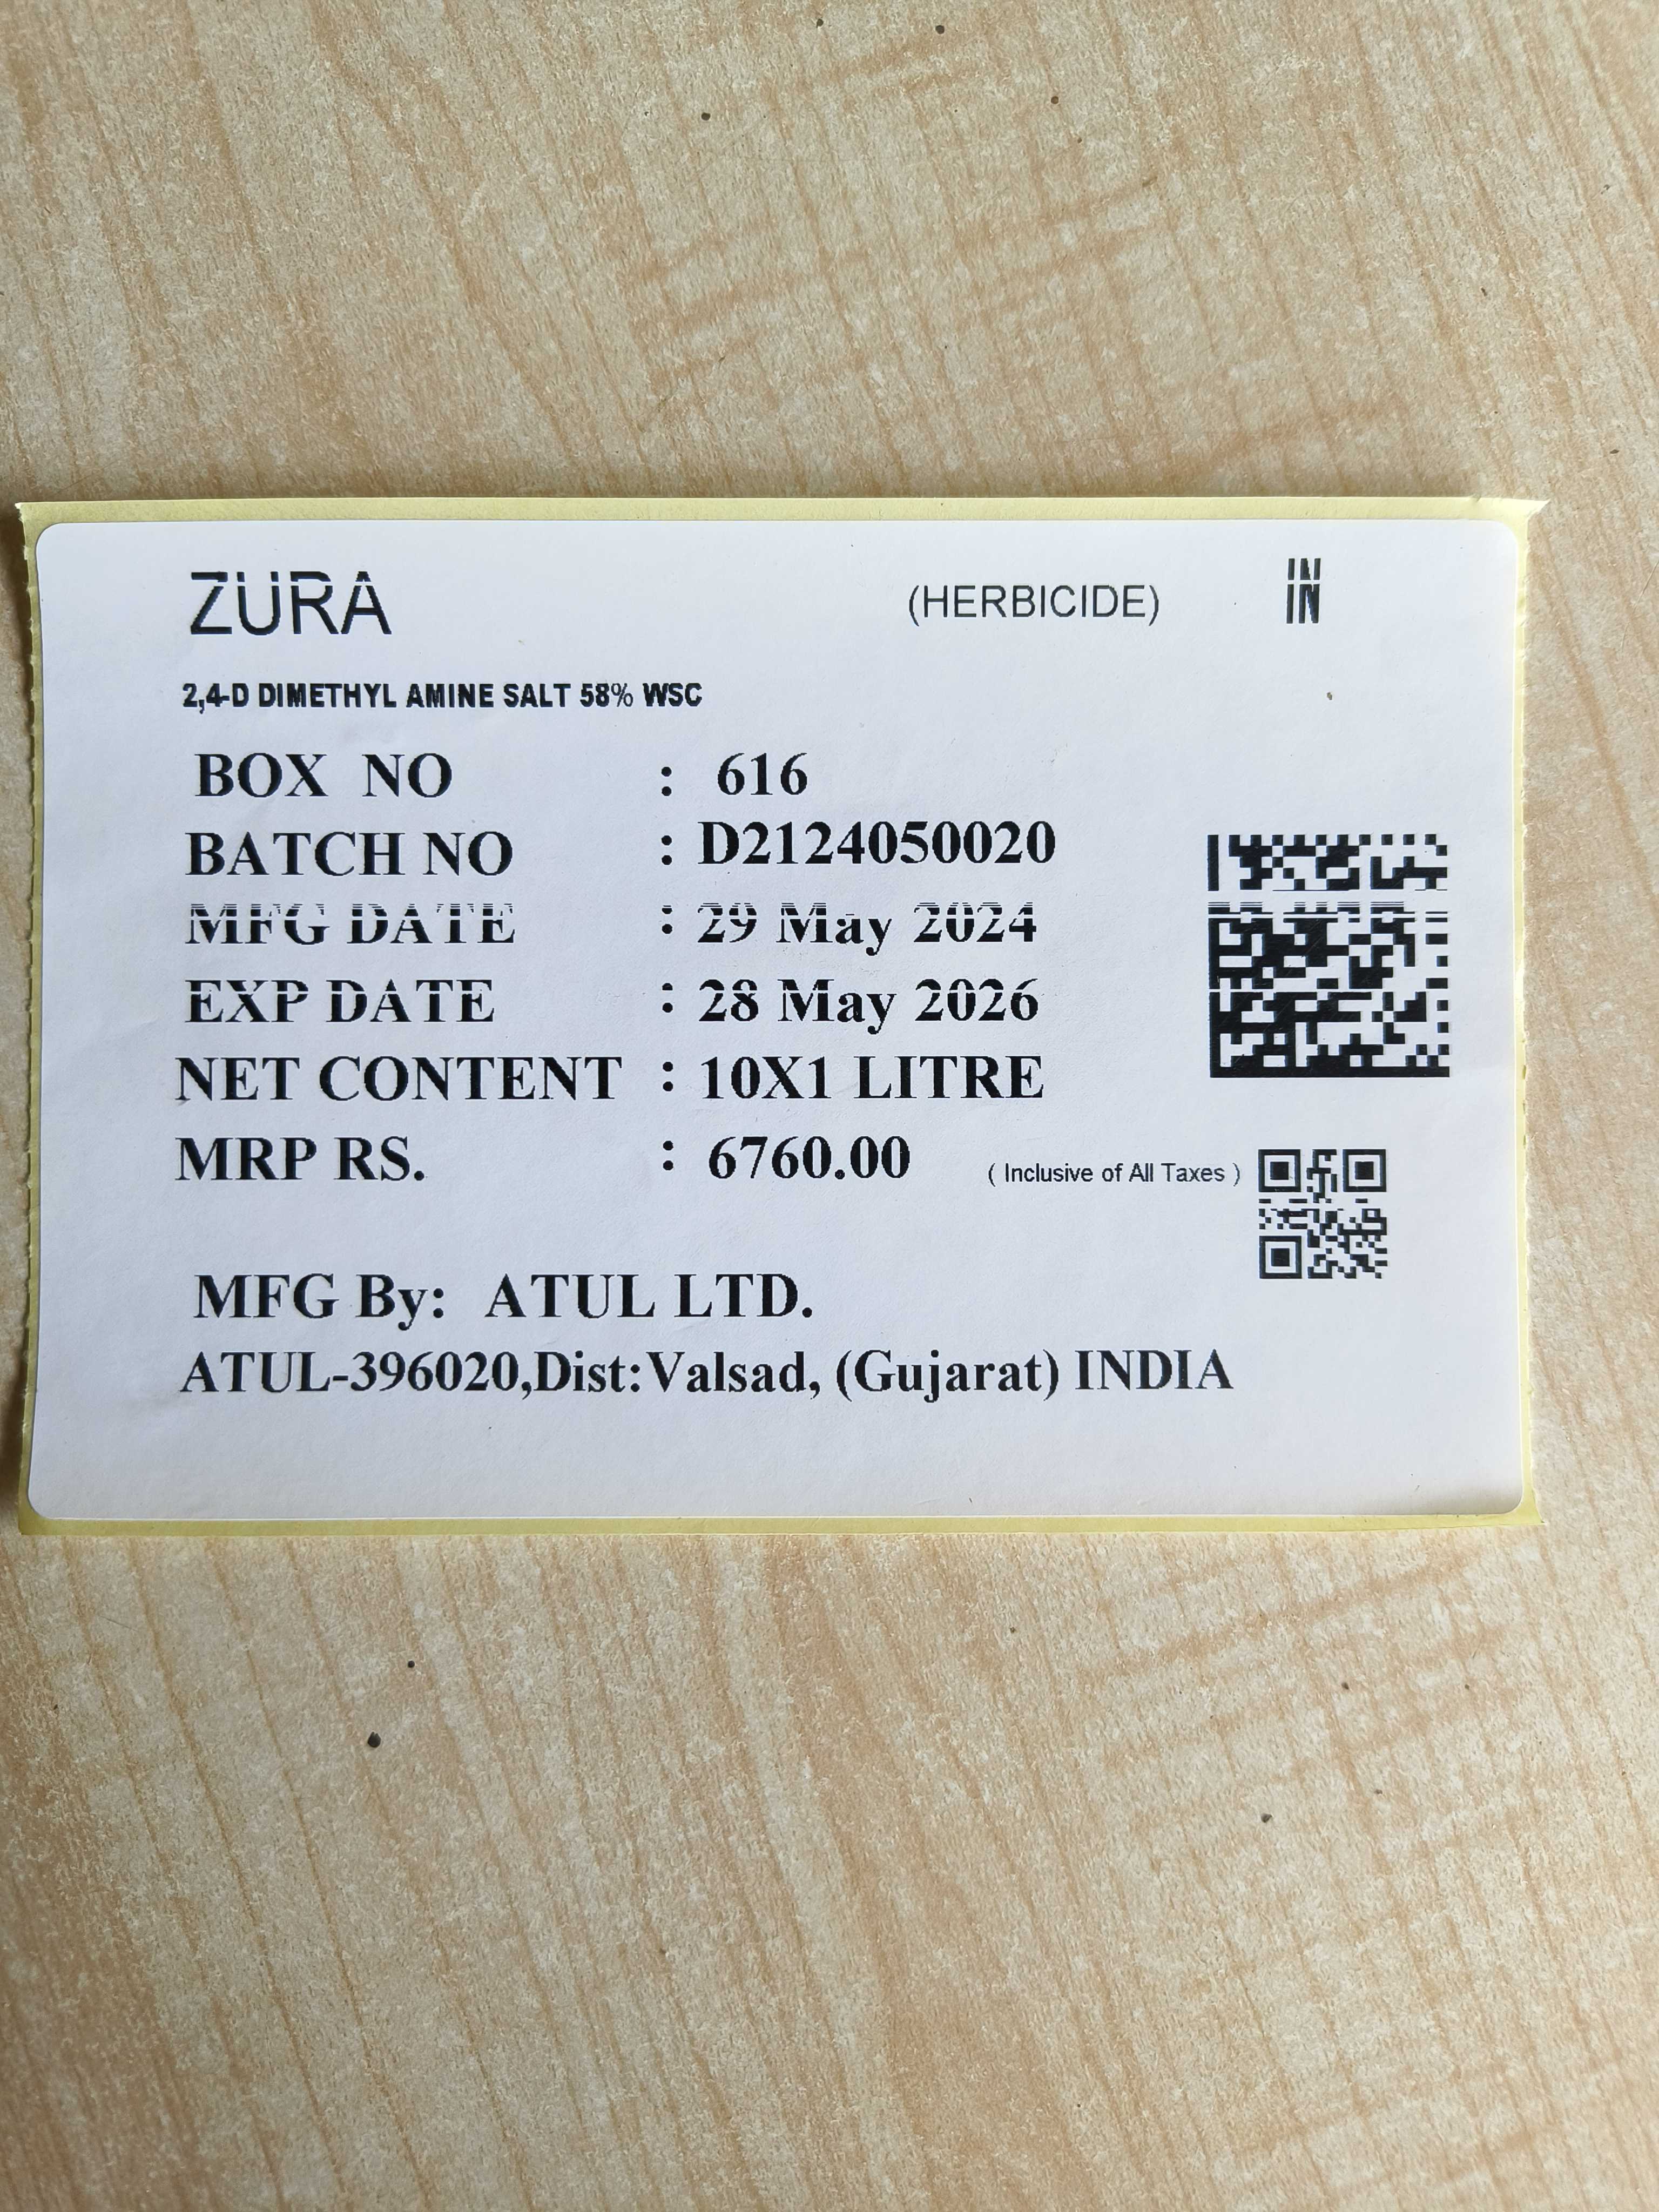 ZURA (HERBICIDE) IN
2,4-D DIMETHYL AMINE SALT 58% WSC
BOX NO : 616
BATCH NO : D2124050020
MFG DATE : 29 May 2024
EXP DATE : 28 May 2026
NET CONTENT : 10X1 LITRE
MRP RS. : 6760.00 ( Inclusive of All Taxes )
MFG By: ATUL LTD.
ATUL-396020,Dist:Valsad, (Gujarat) INDIA